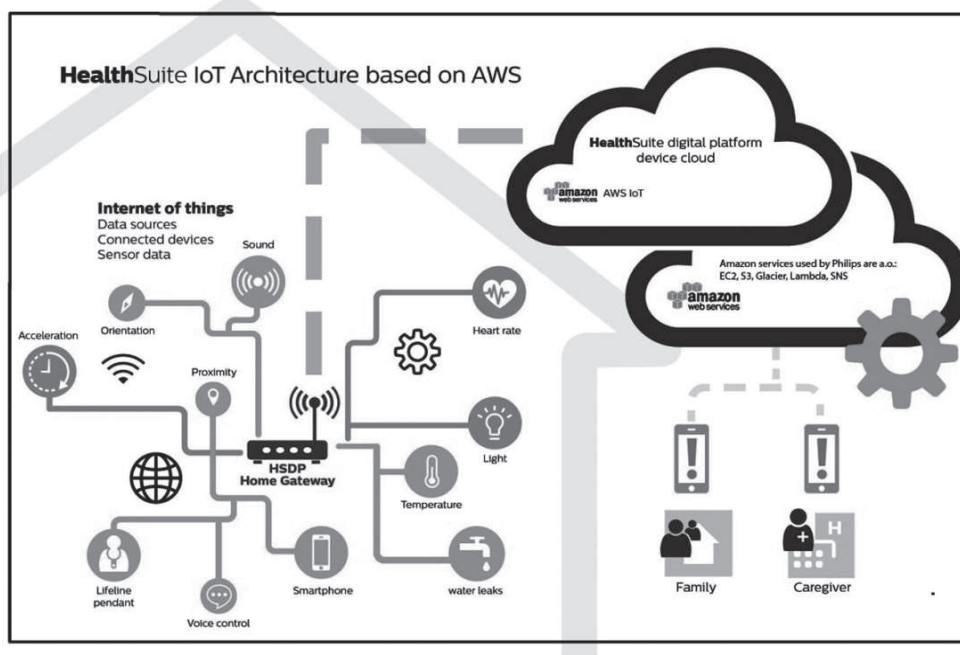 HealthSuite IoT Architecture based on AWS
HealthSuite digital platform
device cloud
amazon
web services
AWS IoT
Amazon services used by Philips are a.o.:
EC2, S3, Glacier, Lambda, SNS
amazon
web services
Internet of things
Data sources
Connected devices
Sensor data
Sound
Orientation
Acceleration
Proximity
Heart rate
Light
HSDP
Home Gateway
Temperature
Lifeline
pendant
Voice control
Smartphone
water leaks
H
Family
Caregiver